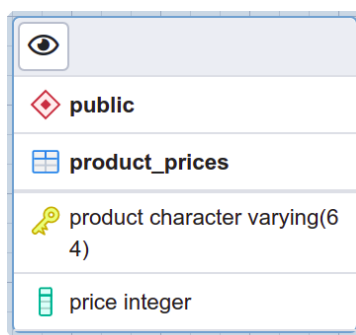 public
product_prices
product character varying(6
4)
price integer